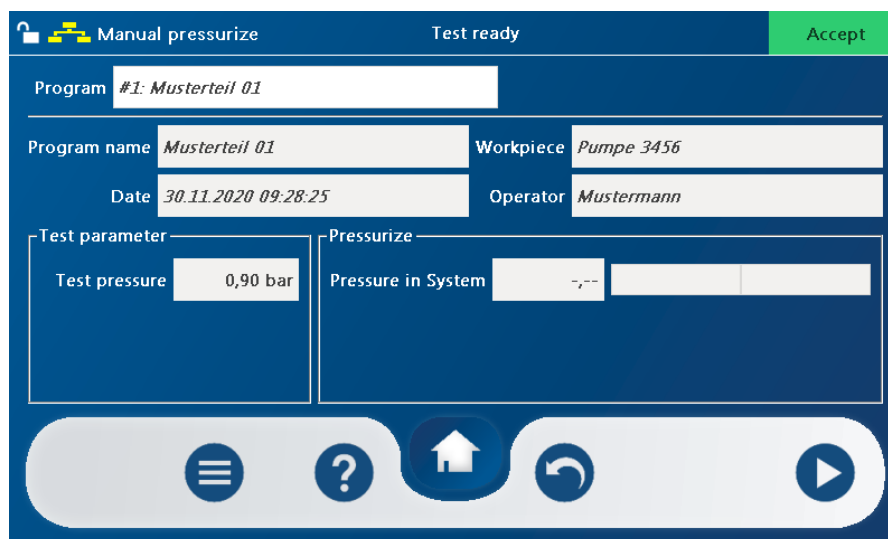 Manual pressurize Test ready Accept
Program #1: Musterteil 01
Program name Musterteil 01 Workpiece Pumpe 3456
Date 30.11.2020 09:28:25 Operator Mustermann
Test parameter Pressurize
Test pressure 0,90 bar Pressure in System -,--
?